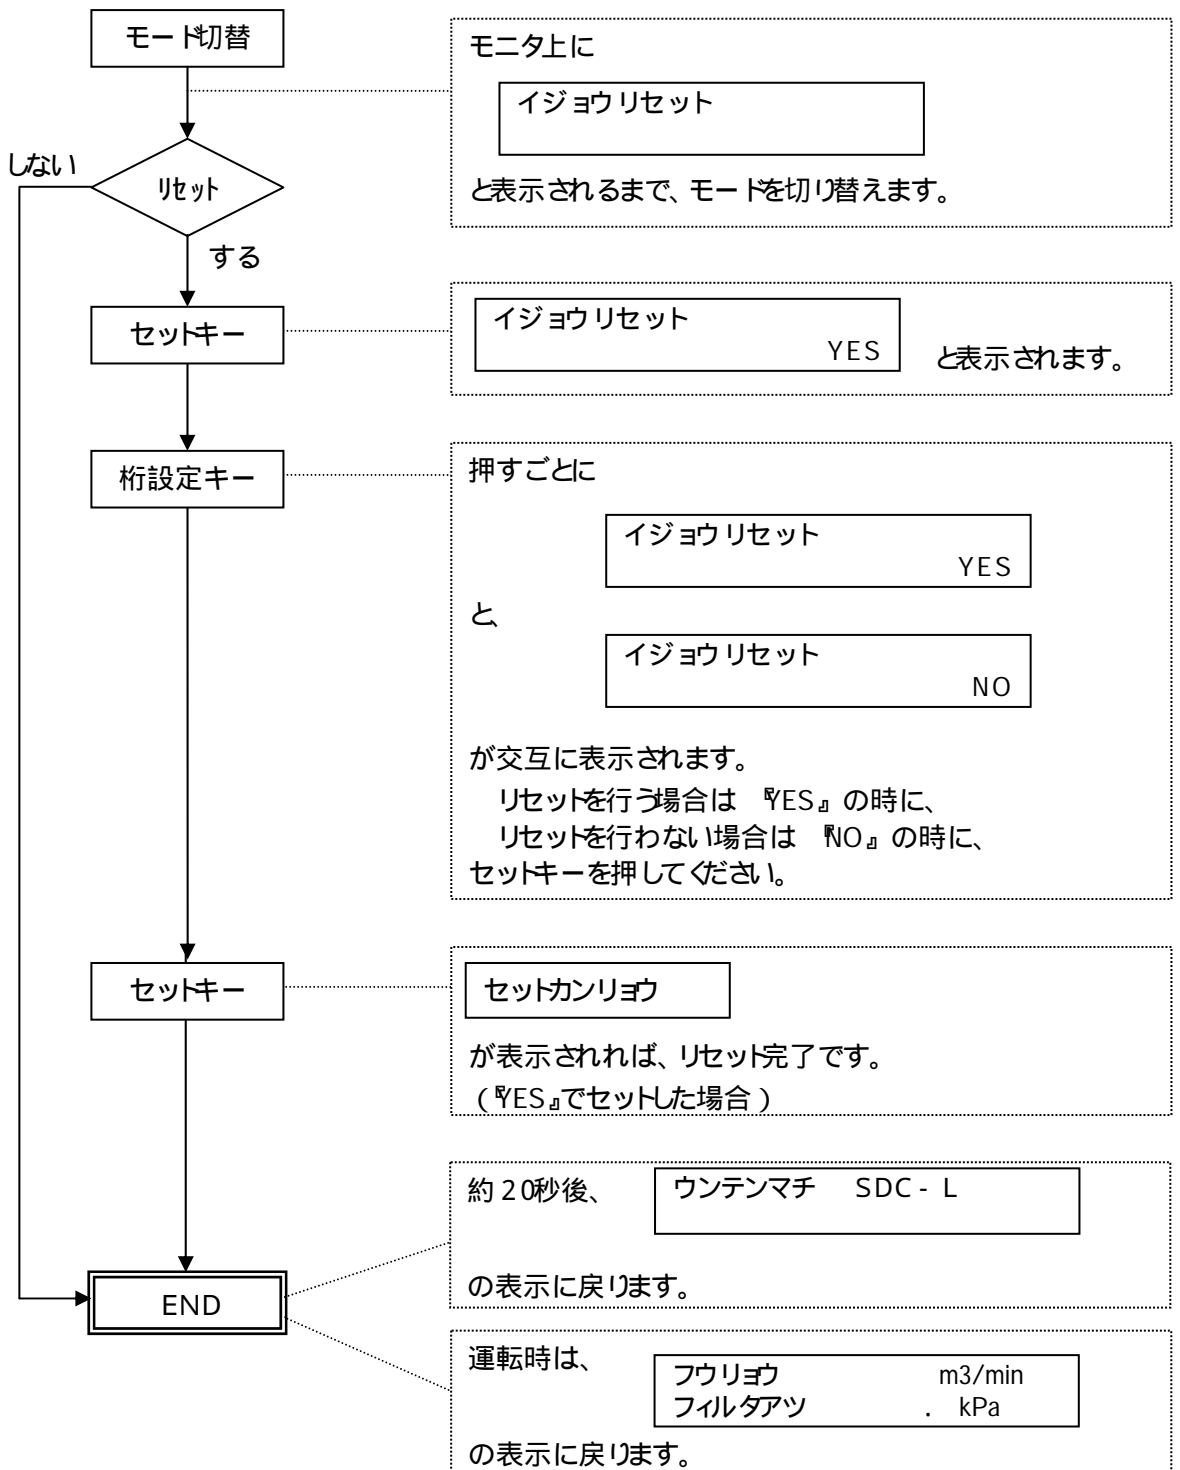 モード切替
モニタ上に
イジョウリセット
と表示されるまで、モードを切り替えます。
しない
リセット
する
セットキー
イジョウリセット
YES
と表示されます。
桁設定キー
押すごとに
イジョウリセット
YES
と、
イジョウリセット
NO
が交互に表示されます。
リセットを行う場合は 『YES』の時に、
リセットを行わない場合は 『NO』の時に、
セットキーを押してください。
セットキー
セットカンリョウ
が表示されれば、リセット完了です。
(『YES』でセットした場合)
約20秒後、
ウンテンマチ SDC-L
の表示に戻ります。
END
運転時は、
フウリョウ m3/min
フィルタアツ . kPa
の表示に戻ります。